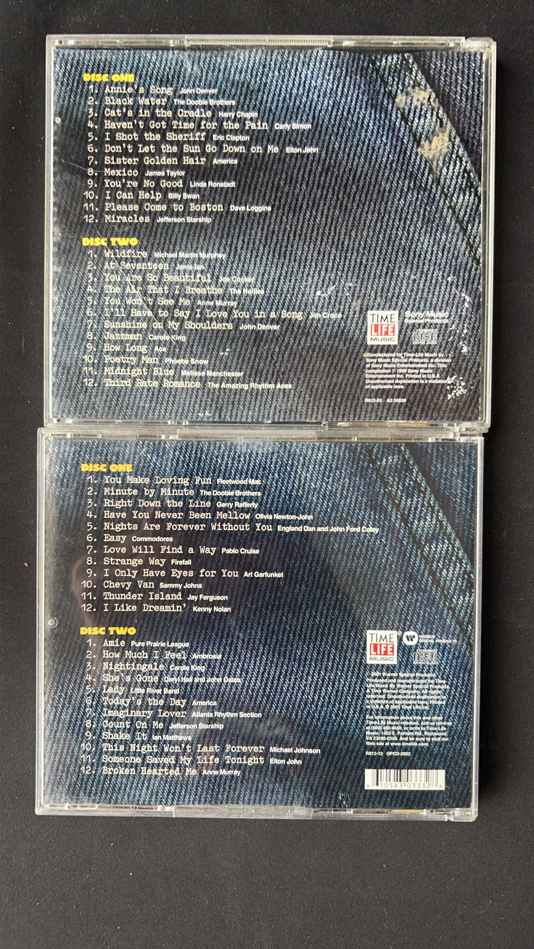 DISC ONE
1. Annie's Song John Denver
2. Black Water The Doobie Brothers
3. Cat's in the Cradle Harry Chapin
4. Haven't Got Time for the Pain Carly Simon
5. I Shot the Sheriff Eric Clapton
6. Don't Let the Sun Go Down on Me Elton John
7. Sister Golden Hair America
8. Mexico James Taylor
9. You're No Good Linda Ronstadt
10. I Can Help Billy Swan
11. Please Come to Boston Dave Loggins
12. Miracles Jefferson Starship
DISC TWO
1. Wildfire Michael Martin Murphey
2. At Seventeen Janis Ian
3. You Are So Beautiful Joe Cocker
4. The Air That I Breathe The Hollies
5. You Won't See Me Anne Murray
6. I'll Have to Say I Love You in a Song Jim Croce
7. Sunshine on My Shoulders John Denver
8. Jazzman Carole King
9. How Long Ace
10. Poetry Man Phoebe Snow
11. Midnight Blue Melissa Manchester
12. Third Rate Romance The Amazing Rhythm Aces
TIME
LIFE
MUSIC
Sony Music
DISC ONE
1. You Make Loving Fun Fleetwood Mac
2. Minute by Minute The Doobie Brothers
3. Right Down the Line Gerry Rafferty
4. Have You Never Been Mellow Olivia Newton-John
5. Nights Are Forever Without You England Dan and John Ford Coley
6. Easy Commodores
7. Love Will Find a Way Pablo Cruise
8. Strange Way Firefall
9. I Only Have Eyes for You Art Garfunkel
10. Chevy Van Sammy Johns
11. Thunder Island Jay Ferguson
12. I Like Dreamin' Kenny Nolan
DISC TWO
1. Amie Pure Prairie League
2. How Much I Feel Ambrosia
3. Nightingale Carole King
4. She's Gone Daryl Hall and John Oates
5. Lady Little River Band
6. Today's the Day America
7. Imaginary Lover Atlanta Rhythm Section
8. Count On Me Jefferson Starship
9. Shake It Ian Matthews
10. This Night Won't Last Forever Michael Johnson
11. Someone Saved My Life Tonight Elton John
12. Broken Hearted Me Anne Murray
TIME
LIFE
MUSIC